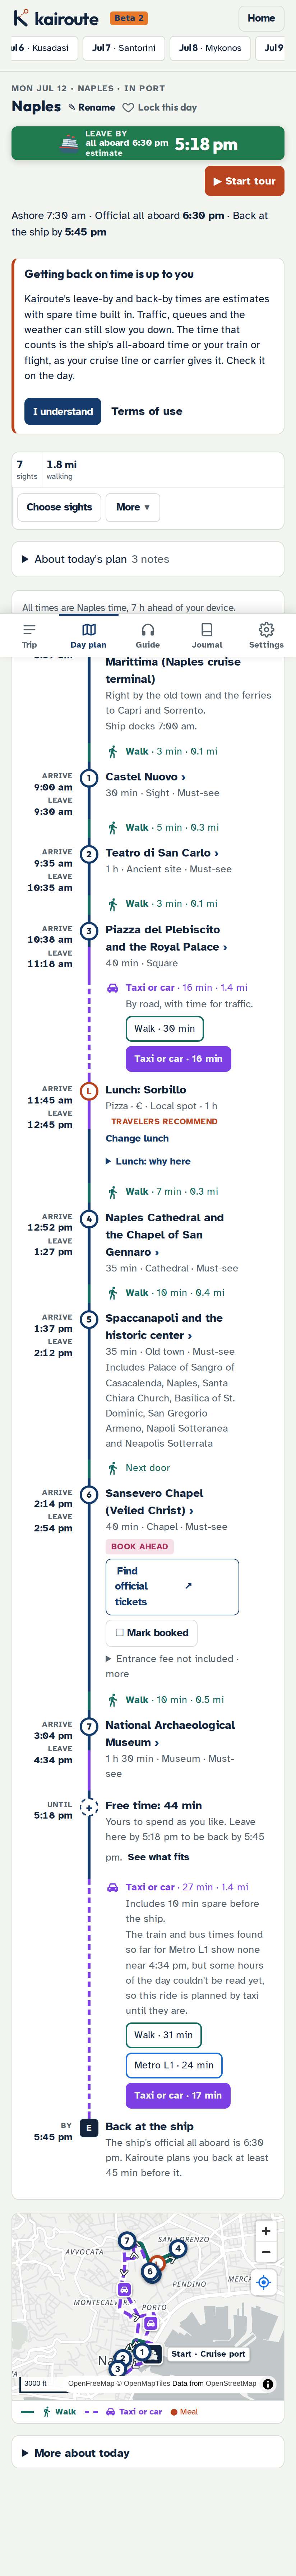 kairoute Beta 2 Home
Jul 6 · Kusadasi Jul 7 · Santorini Jul 8 · Mykonos Jul 9
MON JUL 12 · NAPLES · IN PORT
Naples ✎ Rename Lock this day
LEAVE BY
all aboard 6:30 pm
estimate
5:18 pm
▶ Start tour
Ashore 7:30 am · Official all aboard 6:30 pm · Back at
the ship by 5:45 pm
Getting back on time is up to you
Kairoute's leave-by and back-by times are estimates
with spare time built in. Traffic, queues and the
weather can still slow you down. The time that
counts is the ship's all-aboard time or your train or
flight, as your cruise line or carrier gives it. Check it
on the day.
I understand Terms of use
7
sights
1.8 mi
walking
Choose sights More ▾
▶ About today's plan 3 notes
All times are Naples time, 7 h ahead of your device.
Trip Day plan Guide Journal Settings
Marittima (Naples cruise
terminal)
Right by the old town and the ferries
to Capri and Sorrento.
Ship docks 7:00 am.
Walk · 3 min · 0.1 mi
ARRIVE
9:00 am
LEAVE
9:30 am
1
Castel Nuovo ›
30 min · Sight · Must-see
Walk · 5 min · 0.3 mi
ARRIVE
9:35 am
LEAVE
10:35 am
2
Teatro di San Carlo ›
1 h · Ancient site · Must-see
Walk · 3 min · 0.1 mi
ARRIVE
10:38 am
LEAVE
11:18 am
3
Piazza del Plebiscito
and the Royal Palace ›
40 min · Square
Taxi or car · 16 min · 1.4 mi
By road, with time for traffic.
Walk · 30 min
Taxi or car · 16 min
ARRIVE
11:45 am
LEAVE
12:45 pm
L
Lunch: Sorbillo
Pizza · € · Local spot · 1 h
TRAVELERS RECOMMEND
Change lunch
▶ Lunch: why here
Walk · 7 min · 0.3 mi
ARRIVE
12:52 pm
LEAVE
1:27 pm
4
Naples Cathedral and
the Chapel of San
Gennaro ›
35 min · Cathedral · Must-see
Walk · 10 min · 0.4 mi
ARRIVE
1:37 pm
LEAVE
2:12 pm
5
Spaccanapoli and the
historic center ›
35 min · Old town · Must-see
Includes Palace of Sangro of
Casacalenda, Naples, Santa
Chiara Church, Basilica of St.
Dominic, San Gregorio
Armeno, Napoli Sotteranea
and Neapolis Sotterrata
Next door
ARRIVE
2:14 pm
LEAVE
2:54 pm
6
Sansevero Chapel
(Veiled Christ) ›
40 min · Chapel · Must-see
BOOK AHEAD
Find
official
tickets
↗
☐ Mark booked
▶ Entrance fee not included ·
more
Walk · 10 min · 0.5 mi
ARRIVE
3:04 pm
LEAVE
4:34 pm
7
National Archaeological
Museum ›
1 h 30 min · Museum · Must-
see
UNTIL
5:18 pm
+
Free time: 44 min
Yours to spend as you like. Leave
here by 5:18 pm to be back by 5:45
pm. See what fits
Taxi or car · 27 min · 1.4 mi
Includes 10 min spare before
the ship.
The train and bus times found
so far for Metro L1 show none
near 4:34 pm, but some hours
of the day couldn't be read yet,
so this ride is planned by taxi
until they are.
Walk · 31 min
Metro L1 · 24 min
Taxi or car · 17 min
BY
5:45 pm
E
Back at the ship
The ship's official all aboard is 6:30
pm. Kairoute plans you back at least
45 min before it.
7
SAN LORENZO
4
AVVOCATA
6
PENDINO
MERCA
MONTECALV
PORTO
Na
2
1
3
Start · Cruise port
+
−
3000 ft OpenFreeMap © OpenMapTiles Data from OpenStreetMap
Walk Taxi or car Meal
▶ More about today